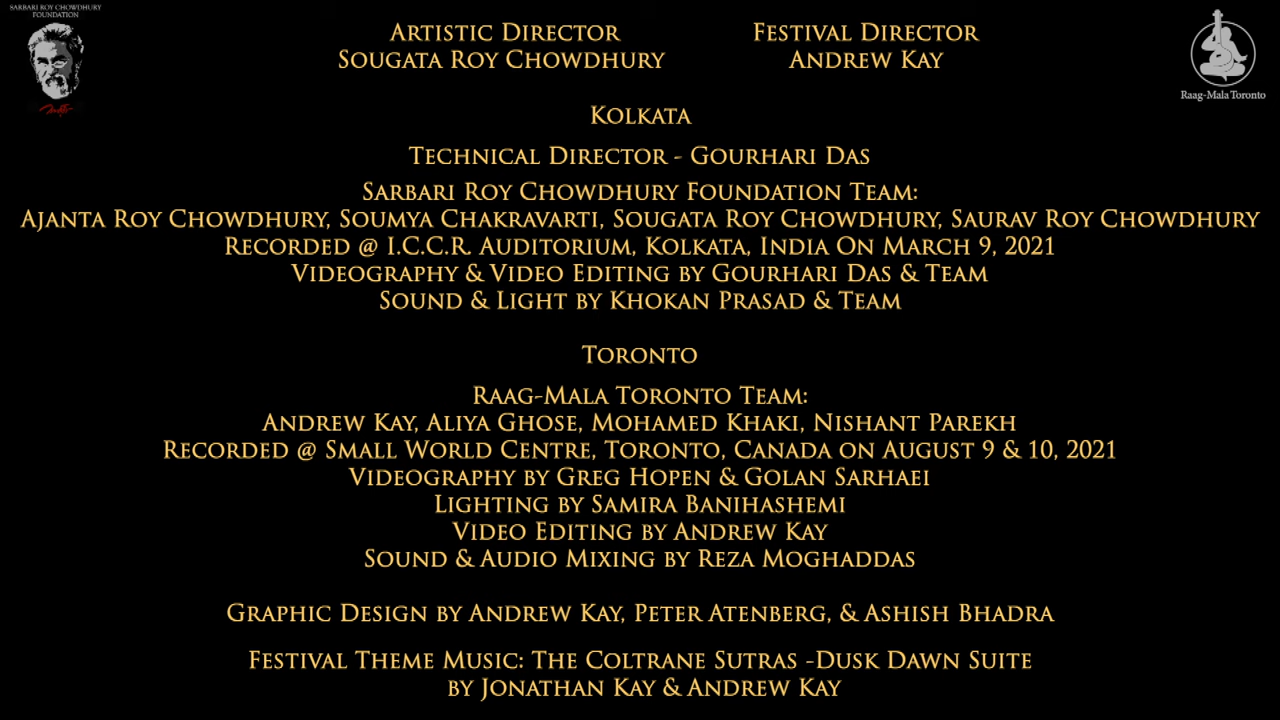 SARBARI ROY CHOWDHURY
FOUNDATION
ARTISTIC DIRECTOR
SOUGATA ROY CHOWDHURY
FESTIVAL DIRECTOR
ANDREW KAY
Raag-Mala Toronto
KOLKATA
TECHNICAL DIRECTOR - GOURHARI DAS
SARBARI ROY CHOWDHURY FOUNDATION TEAM:
AJANTA ROY CHOWDHURY, SOUMYA CHAKRAVARTI, SOUGATA ROY CHOWDHURY, SAURAV ROY CHOWDHURY
RECORDED @ I.C.C.R. AUDITORIUM, KOLKATA, INDIA ON MARCH 9, 2021
VIDEOGRAPHY & VIDEO EDITING BY GOURHARI DAS & TEAM
SOUND & LIGHT BY KHOKAN PRASAD & TEAM
TORONTO
RAAG-MALA TORONTO TEAM:
ANDREW KAY, ALIYA GHOSE, MOHAMED KHAKI, NISHANT PAREKH
RECORDED @ SMALL WORLD CENTRE, TORONTO, CANADA ON AUGUST 9 & 10, 2021
VIDEOGRAPHY BY GREG HOPEN & GOLAN SARHAEI
LIGHTING BY SAMIRA BANIHASHEMI
VIDEO EDITING BY ANDREW KAY
SOUND & AUDIO MIXING BY REZA MOGHADDAS
GRAPHIC DESIGN BY ANDREW KAY, PETER ATENBERG, & ASHISH BHADRA
FESTIVAL THEME MUSIC: THE COLTRANE SUTRAS -DUSK DAWN SUITE
BY JONATHAN KAY & ANDREW KAY